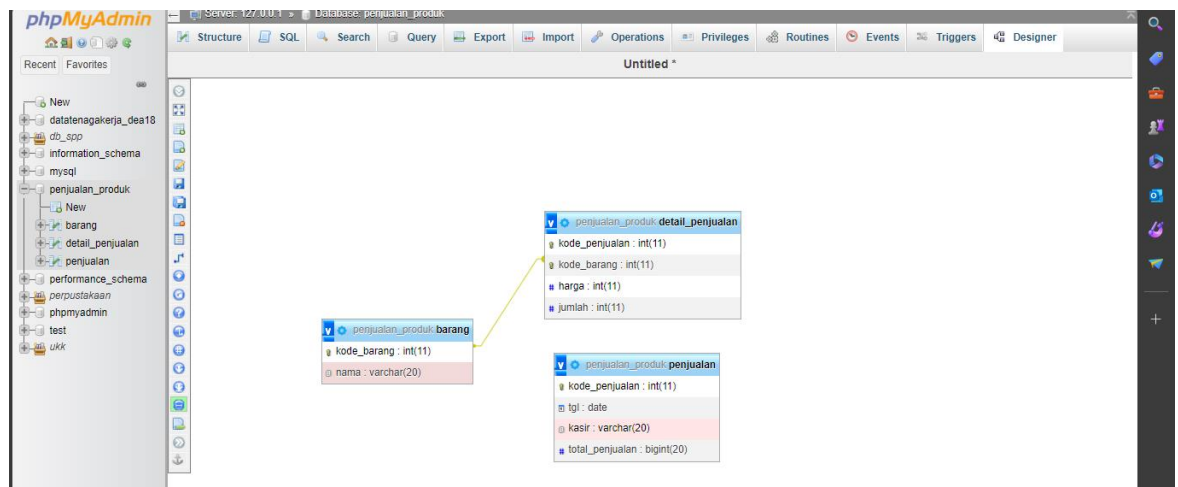 phpMyAdmin
Server: 127.0.0.1 » Database: penjualan_produk
Structure SQL Search Query Export Import Operations Privileges Routines Events Triggers Designer
Recent Favorites
Untitled *
New
datatenagakerja_dea18
db_spp
information_schema
mysql
penjualan_produk
New
barang
detail_penjualan
penjualan
performance_schema
perpustakaan
phpmyadmin
test
ukk
penjualan_produk detail_penjualan
kode_penjualan : int(11)
kode_barang : int(11)
harga : int(11)
jumlah : int(11)
penjualan_produk barang
kode_barang : int(11)
nama : varchar(20)
penjualan_produk penjualan
kode_penjualan : int(11)
tgl : date
kasir : varchar(20)
total_penjualan : bigint(20)